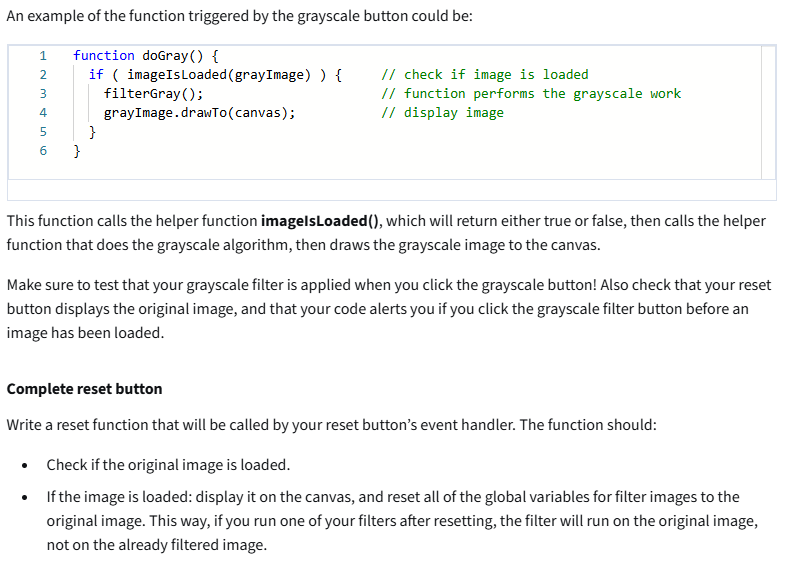 An example of the function triggered by the grayscale button could be:
1 function doGray() {
2 if ( imageIsLoaded(grayImage) ) { // check if image is loaded
3 filterGray(); // function performs the grayscale work
4 grayImage.drawTo(canvas); // display image
5 }
6 }
This function calls the helper function imageIsLoaded(), which will return either true or false, then calls the helper
function that does the grayscale algorithm, then draws the grayscale image to the canvas.
Make sure to test that your grayscale filter is applied when you click the grayscale button! Also check that your reset
button displays the original image, and that your code alerts you if you click the grayscale filter button before an
image has been loaded.
Complete reset button
Write a reset function that will be called by your reset button’s event handler. The function should:
• Check if the original image is loaded.
• If the image is loaded: display it on the canvas, and reset all of the global variables for filter images to the
original image. This way, if you run one of your filters after resetting, the filter will run on the original image,
not on the already filtered image.